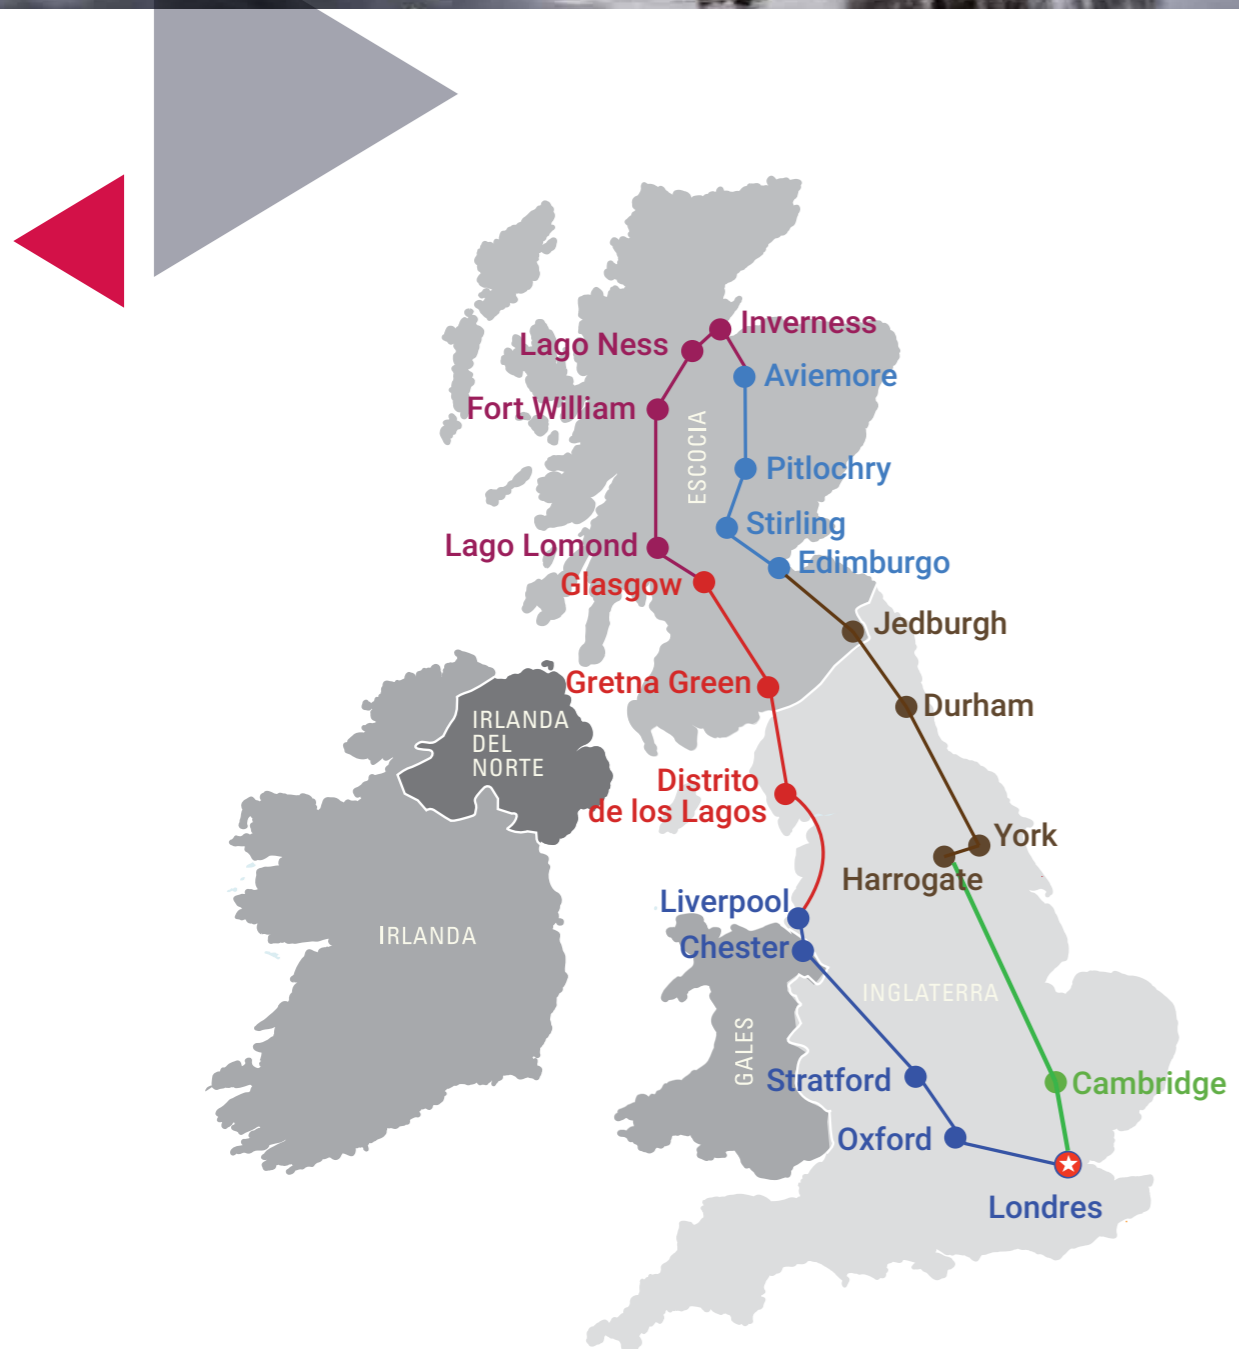 Inverness
Lago Ness
Aviemore
Fort William
ESCOCIA
Pitlochry
Stirling
Lago Lomond
Edimburgo
Glasgow
Jedburgh
Gretna Green
Durham
IRLANDA
DEL
NORTE
Distrito
de los Lagos
York
Harrogate
Liverpool
IRLANDA
Chester
INGLATERRA
GALES
Stratford
Cambridge
Oxford
Londres